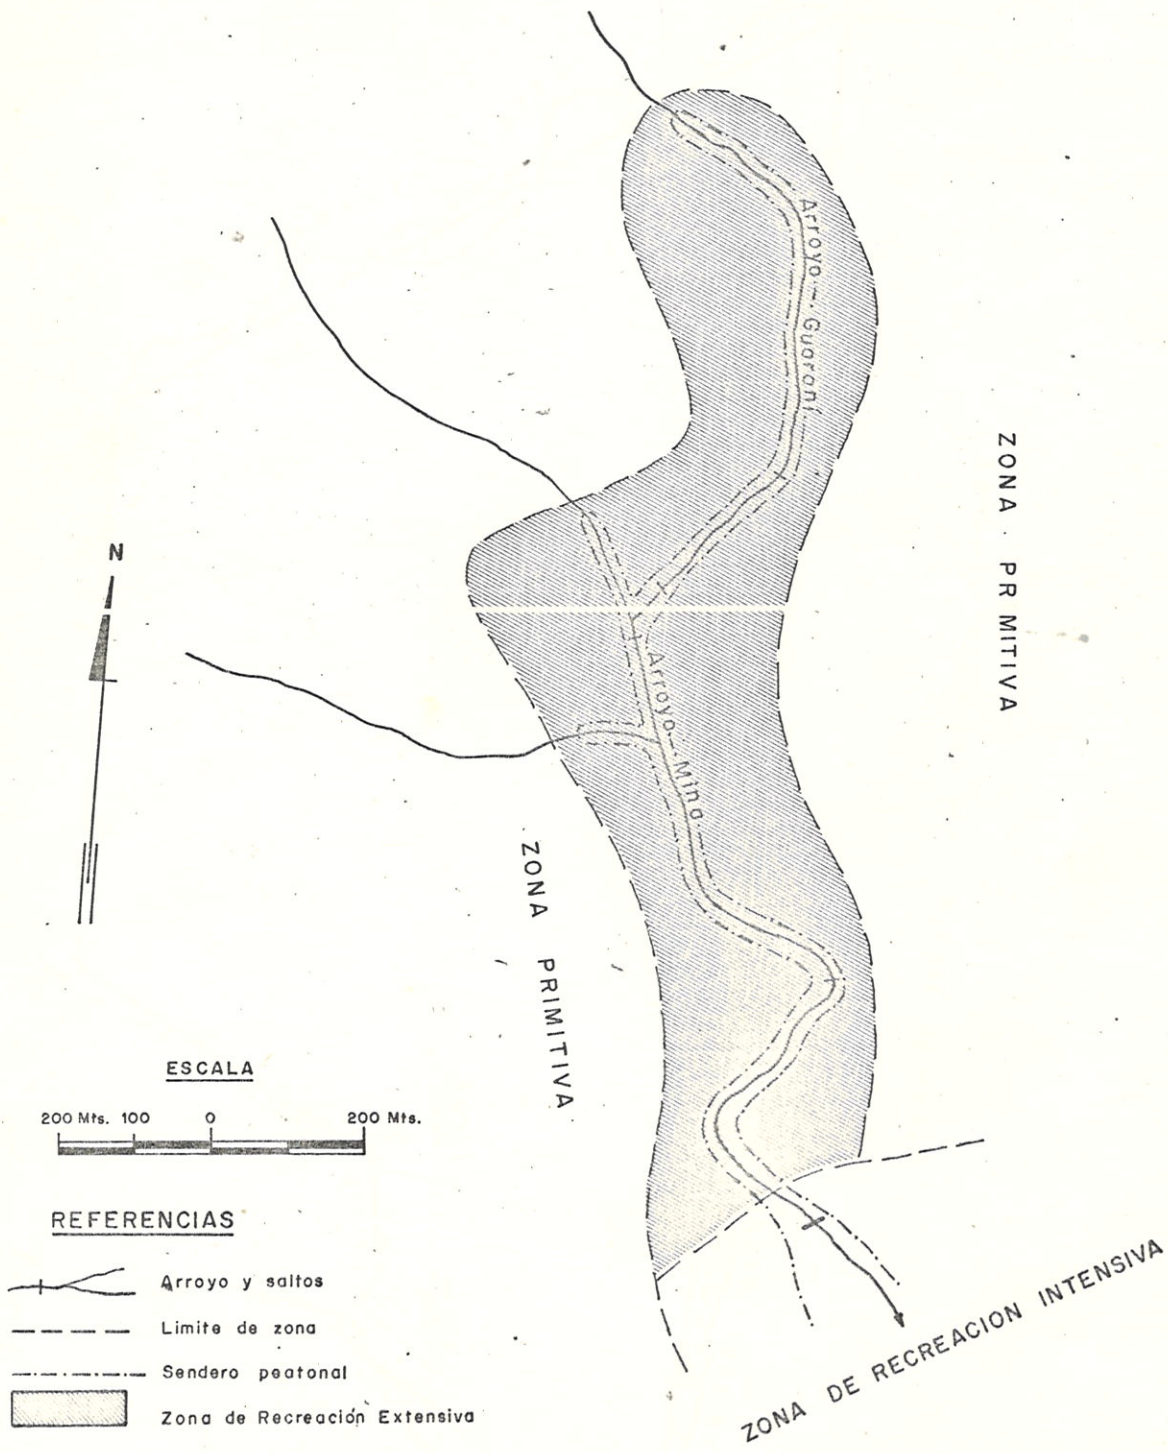 Arroyo - Guaraní
ZONA PR MITIVA
N
Arroyo Mina
ZONA PRIMITIVA
ESCALA
200 Mts. 100 0 200 Mts.
REFERENCIAS
Arroyo y saltos
Limite de zona
Sendero peatonal
Zona de Recreación Extensiva
ZONA DE RECREACION INTENSIVA